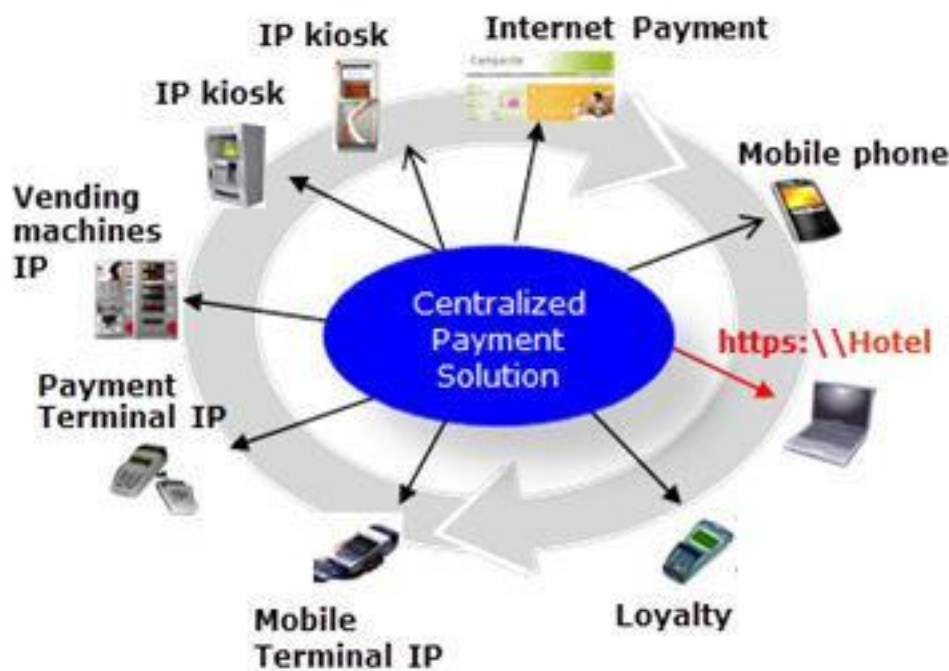 IP kiosk
Internet Payment
IP kiosk
Mobile phone
Vending
machines
IP
Centralized
Payment
Solution
https:\\Hotel
Payment
Terminal IP
Mobile
Terminal IP
Loyalty